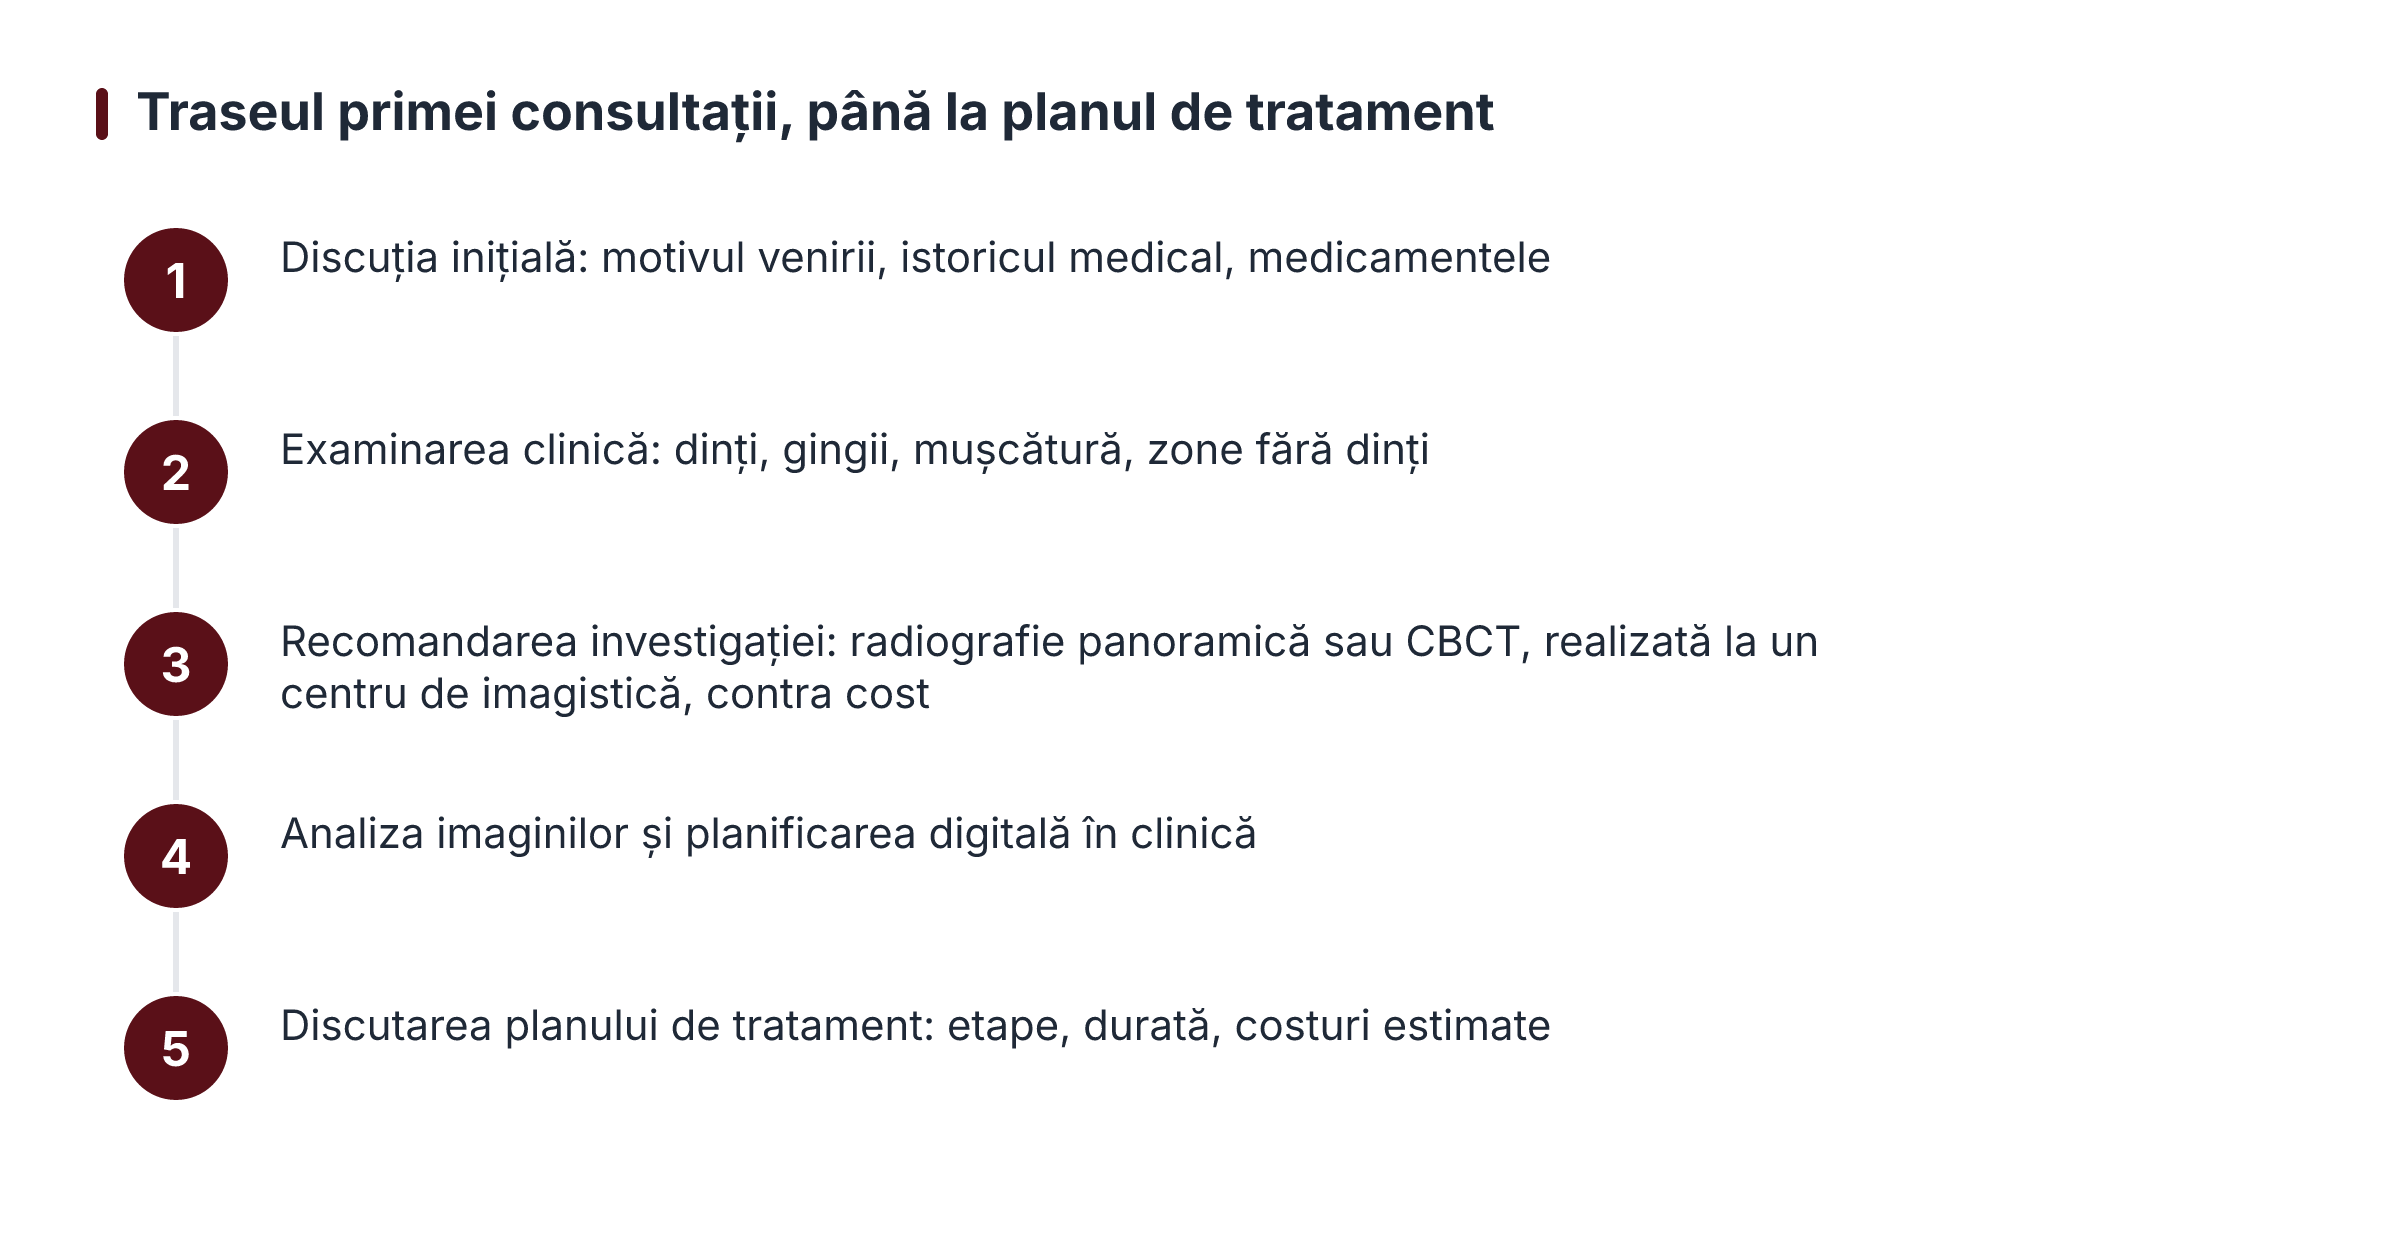 Traseul primei consultații, până la planul de tratament
1
Discuția inițială: motivul venirii, istoricul medical, medicamentele
2
Examinarea clinică: dinți, gingii, mușcătură, zone fără dinți
3
Recomandarea investigației: radiografie panoramică sau CBCT, realizată la un
centru de imagistică, contra cost
4
Analiza imaginilor și planificarea digitală în clinică
5
Discutarea planului de tratament: etape, durată, costuri estimate